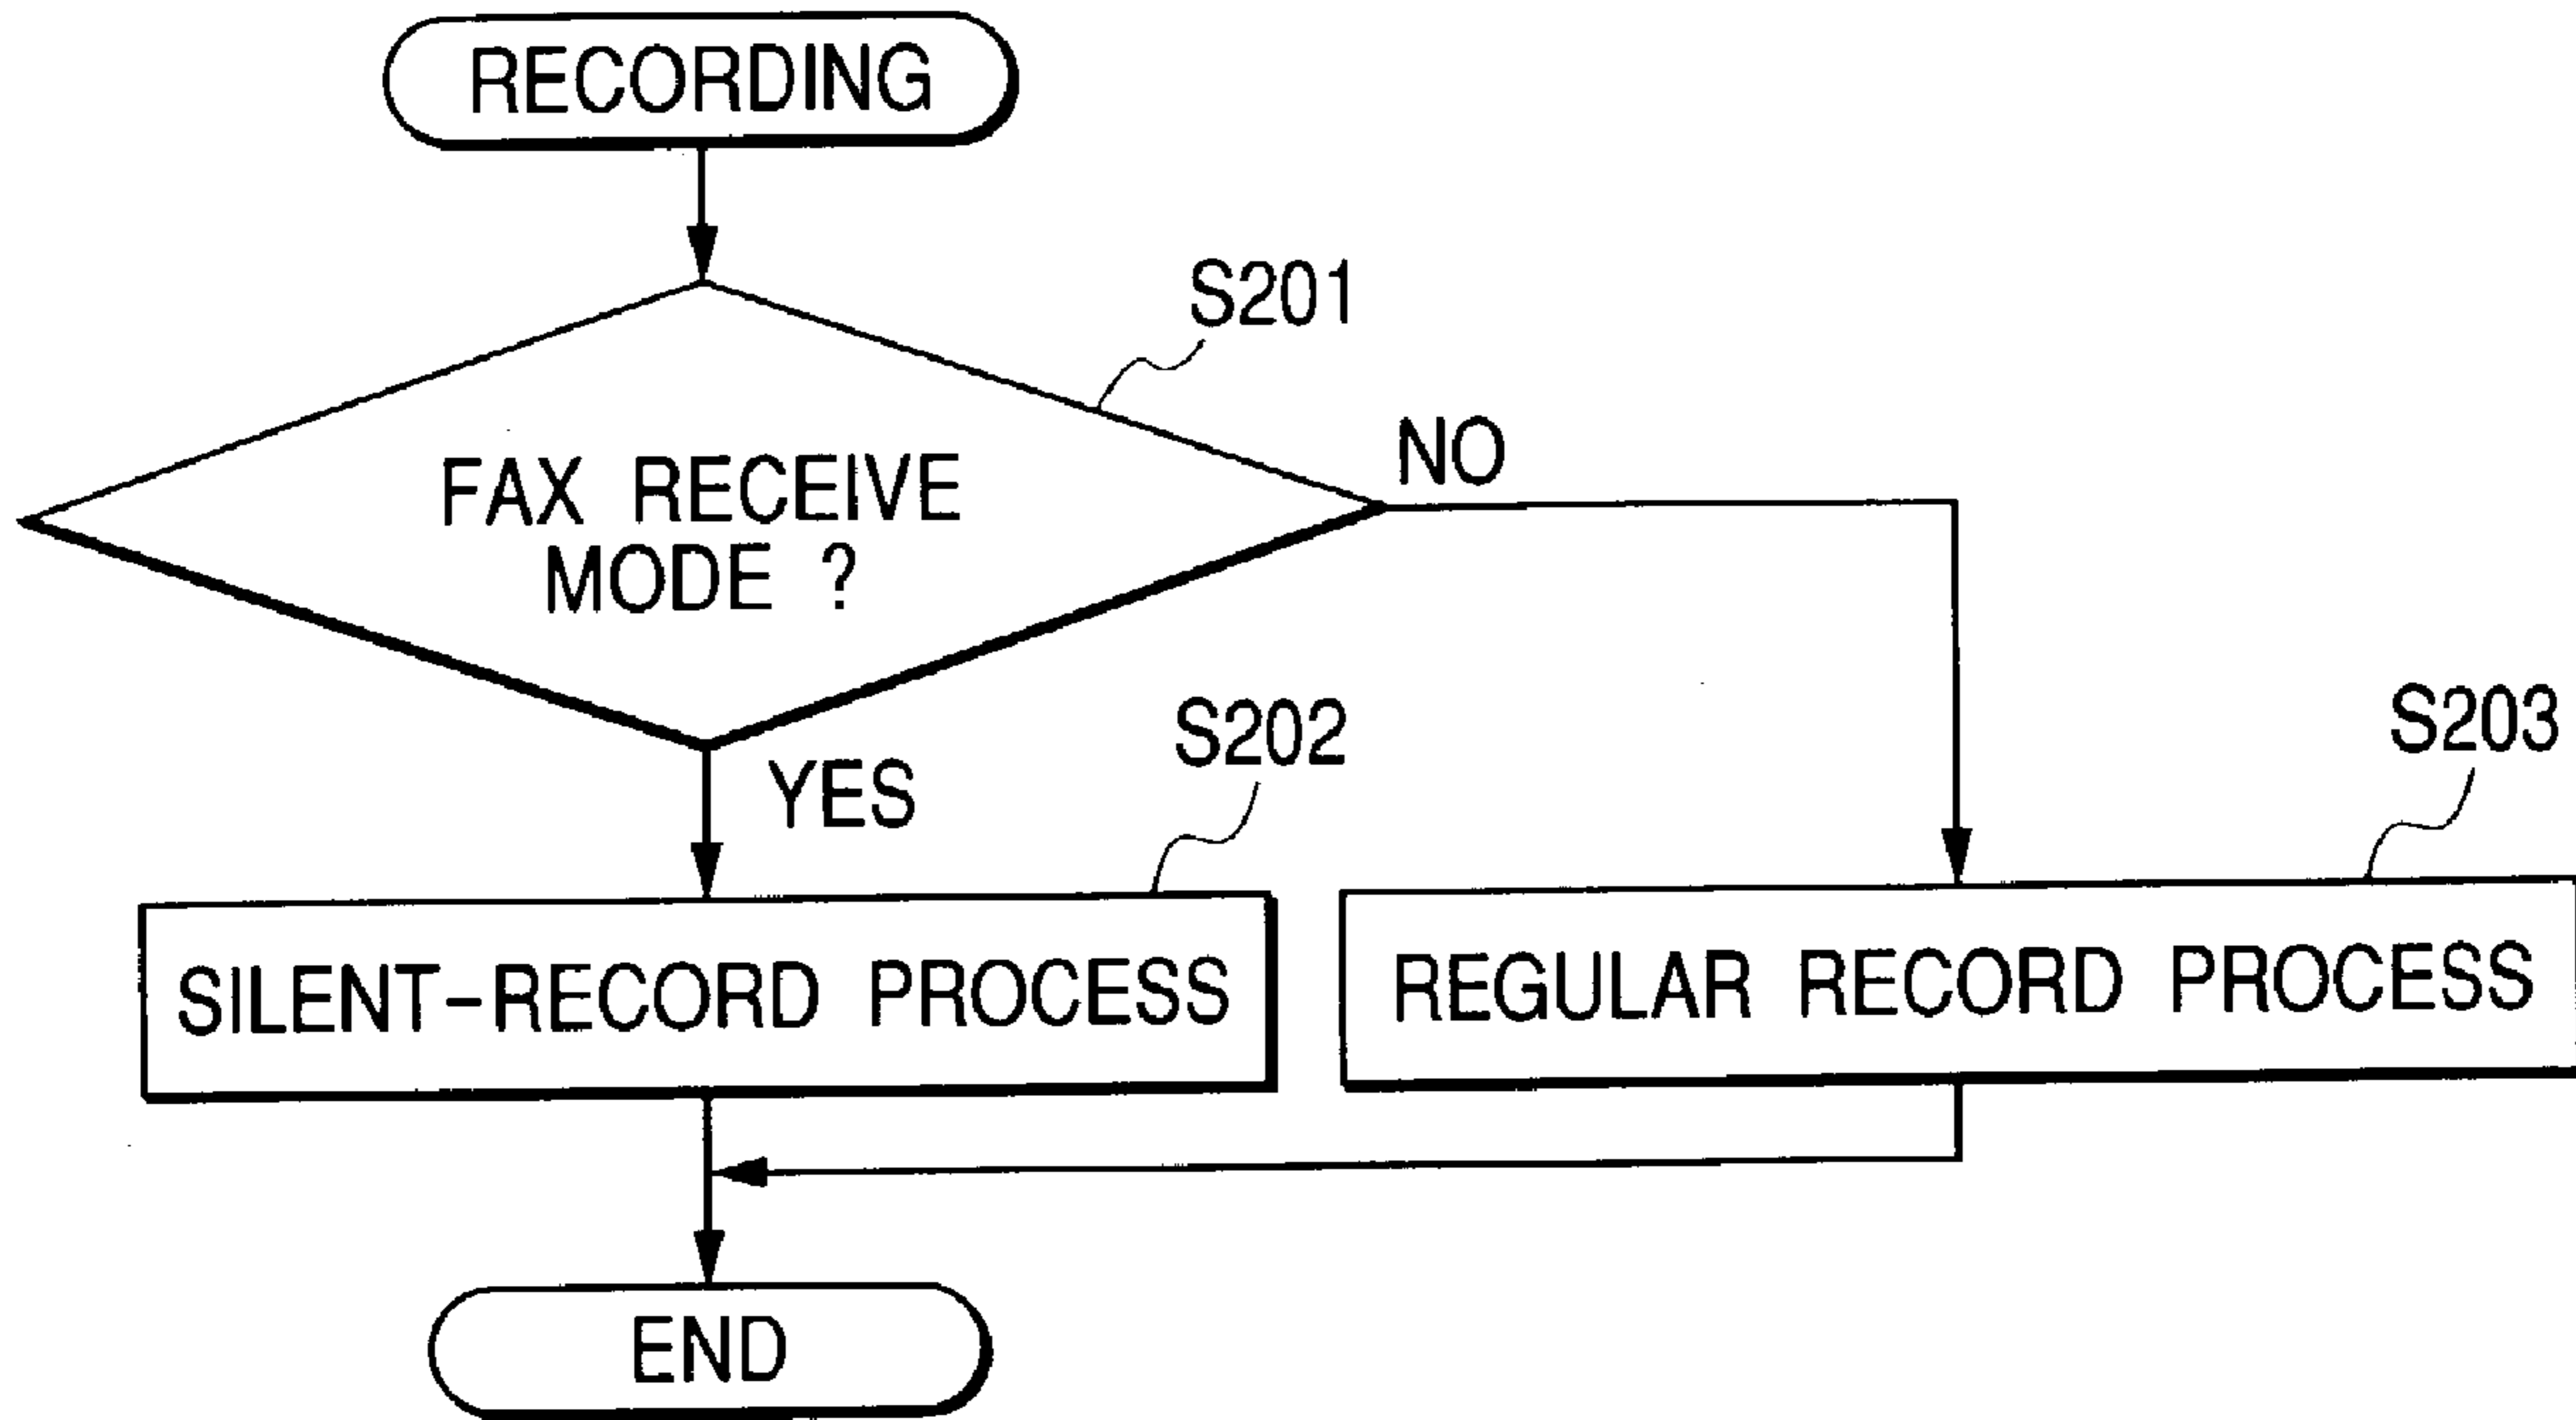 RECORDING
S201
FAX RECEIVE
MODE ?
NO
YES
S202
S203
SILENT-RECORD PROCESS
REGULAR RECORD PROCESS
END